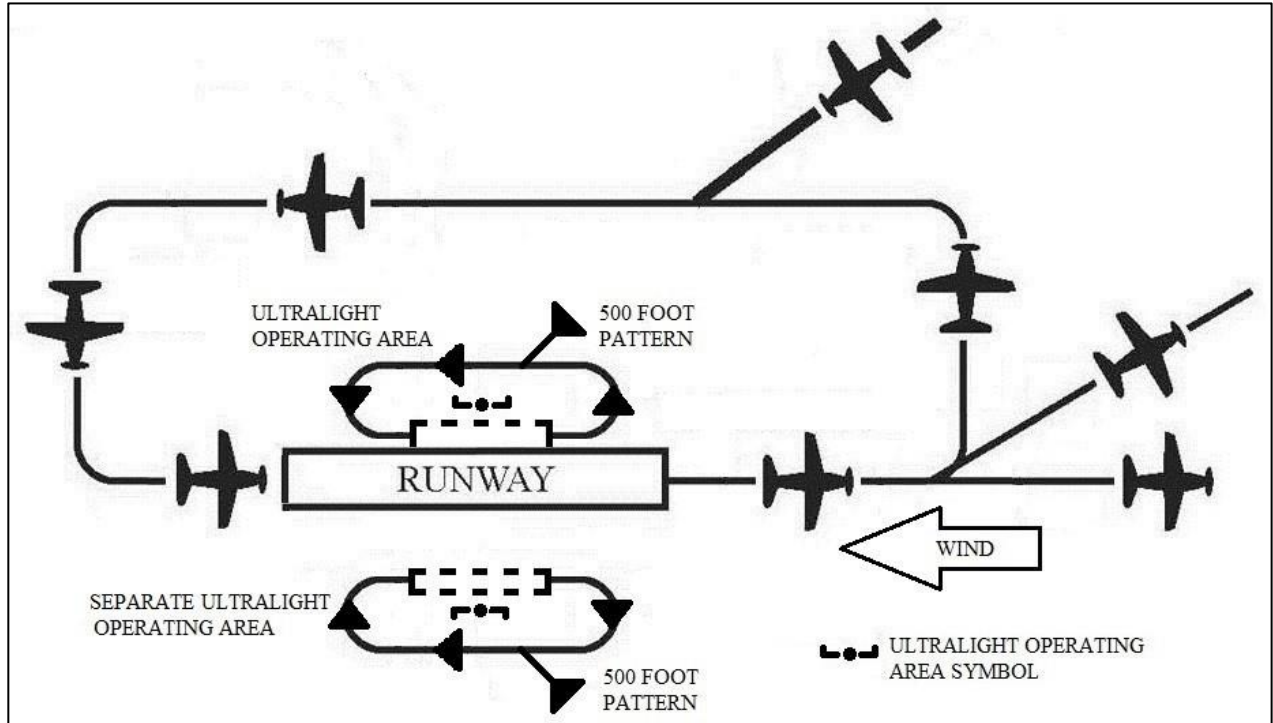 ULTRALIGHT
OPERATING AREA
500 FOOT
PATTERN
RUNWAY
WIND
SEPARATE ULTRALIGHT
OPERATING AREA
500 FOOT
PATTERN
ULTRALIGHT OPERATING
AREA SYMBOL